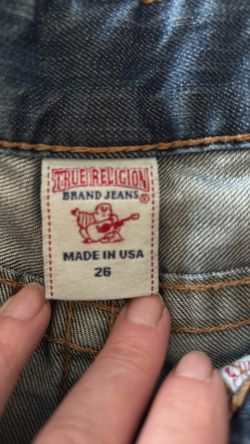 TRUE RELIGION
BRAND JEANS®
MADE IN USA
26